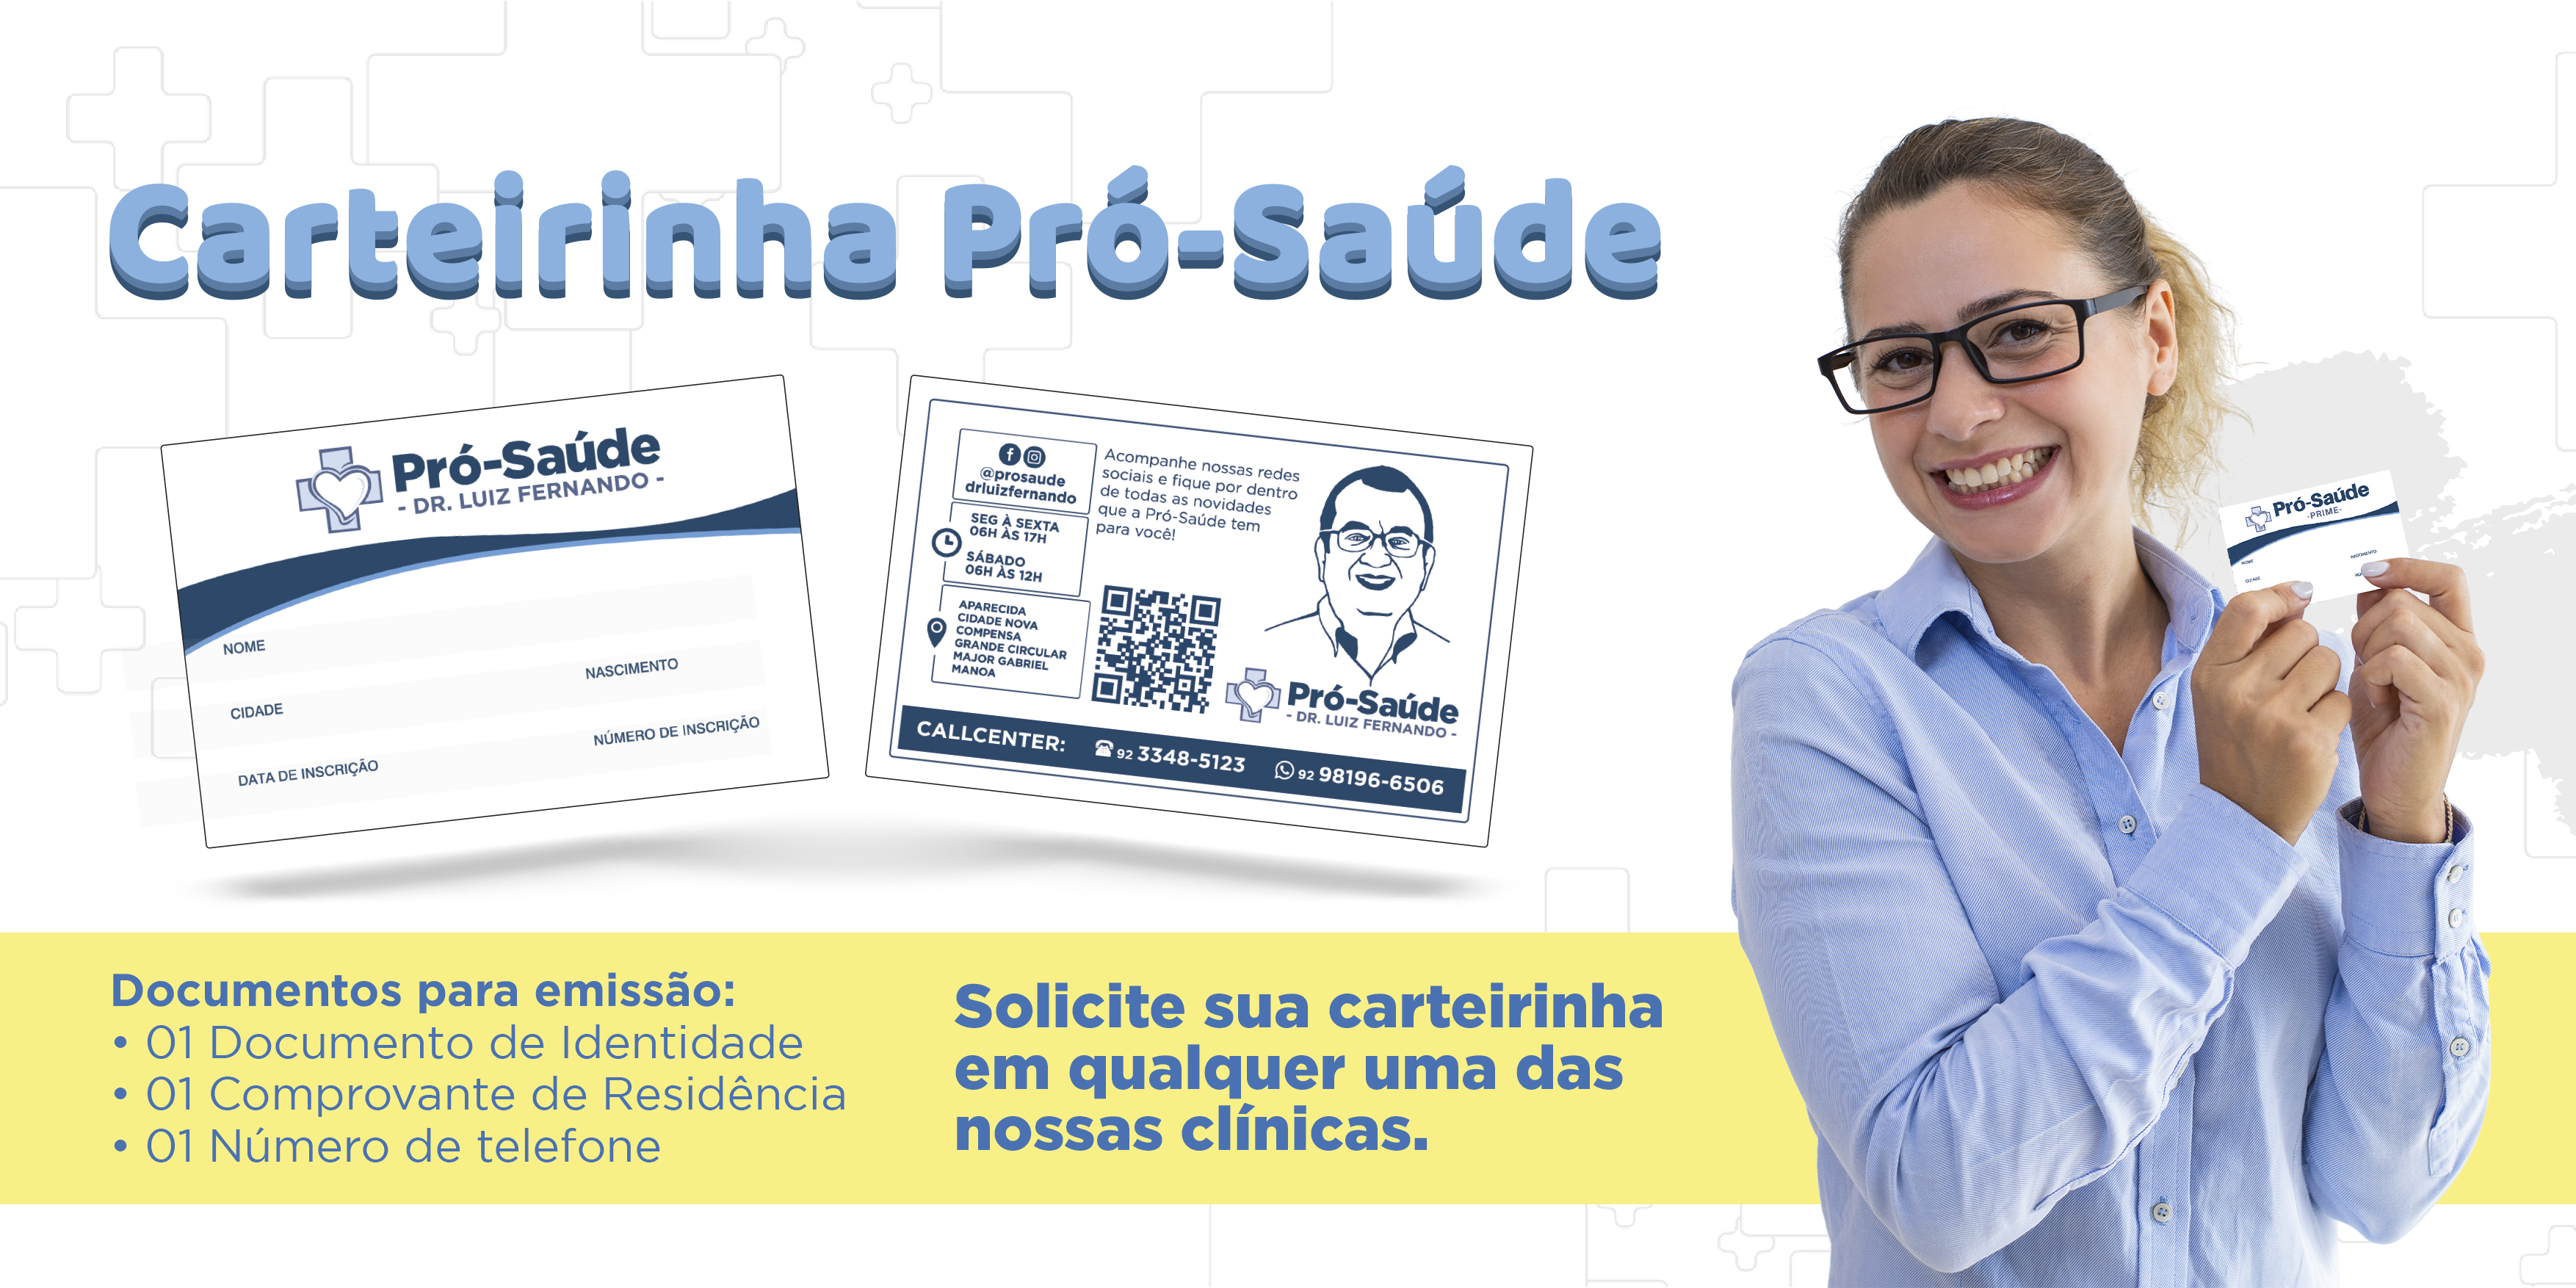 Carteirinha Pró-Saúde
Pró-Saúde
- DR. LUIZ FERNANDO -
NOME
NASCIMENTO
CIDADE
NÚMERO DE INSCRIÇÃO
DATA DE INSCRIÇÃO
@prosaude
drluizfernando
SEG À SEXTA
06H ÀS 17H
SÁBADO
06H ÀS 12H
APARECIDA
CIDADE NOVA
COMPENSA
GRANDE CIRCULAR
MAJOR GABRIEL
MANOA
Acompanhe nossas redes
sociais e fique por dentro
de todas as novidades
que a Pró-Saúde tem
para você!
Pró-Saúde
- DR. LUIZ FERNANDO -
CALLCENTER: 92 3348-5123 92 98196-6506
Pró-Saúde
-PRIME-
NOME
NASCIMENTO
CIDADE
Documentos para emissão:
• 01 Documento de Identidade
• 01 Comprovante de Residência
• 01 Número de telefone
Solicite sua carteirinha
em qualquer uma das
nossas clínicas.